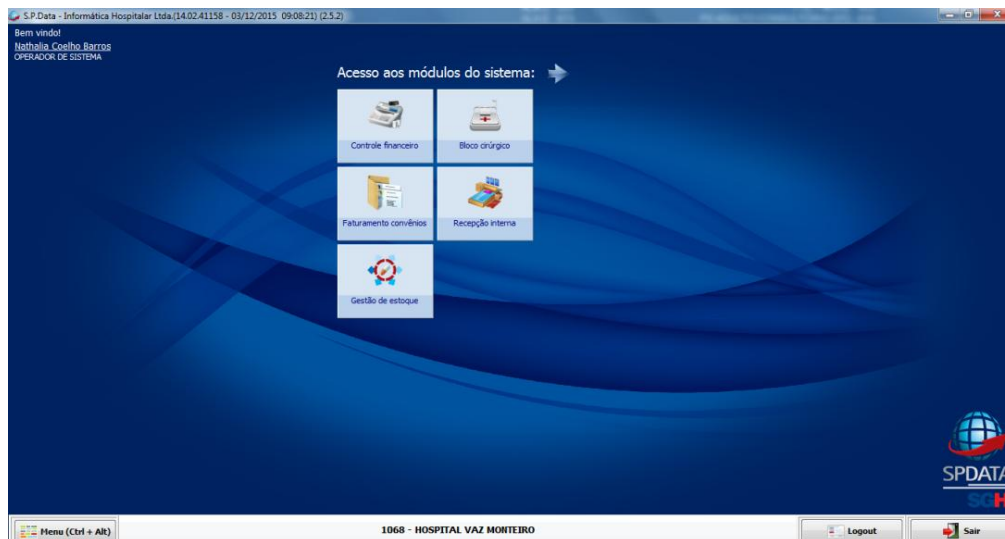 S.P.Data - Informática Hospitalar Ltda.(14.02.41158 - 03/12/2015 09:08:21) (2.5.2)
Bem vindo!
Nathalia Coelho Barros
OPERADOR DE SISTEMA
Acesso aos módulos do sistema:
Controle financeiro
Bloco cirúrgico
Faturamento convênios
Recepção interna
Gestão de estoque
SPDATA
SGH
Menu (Ctrl + Alt)
1068 - HOSPITAL VAZ MONTEIRO
Logout
Sair